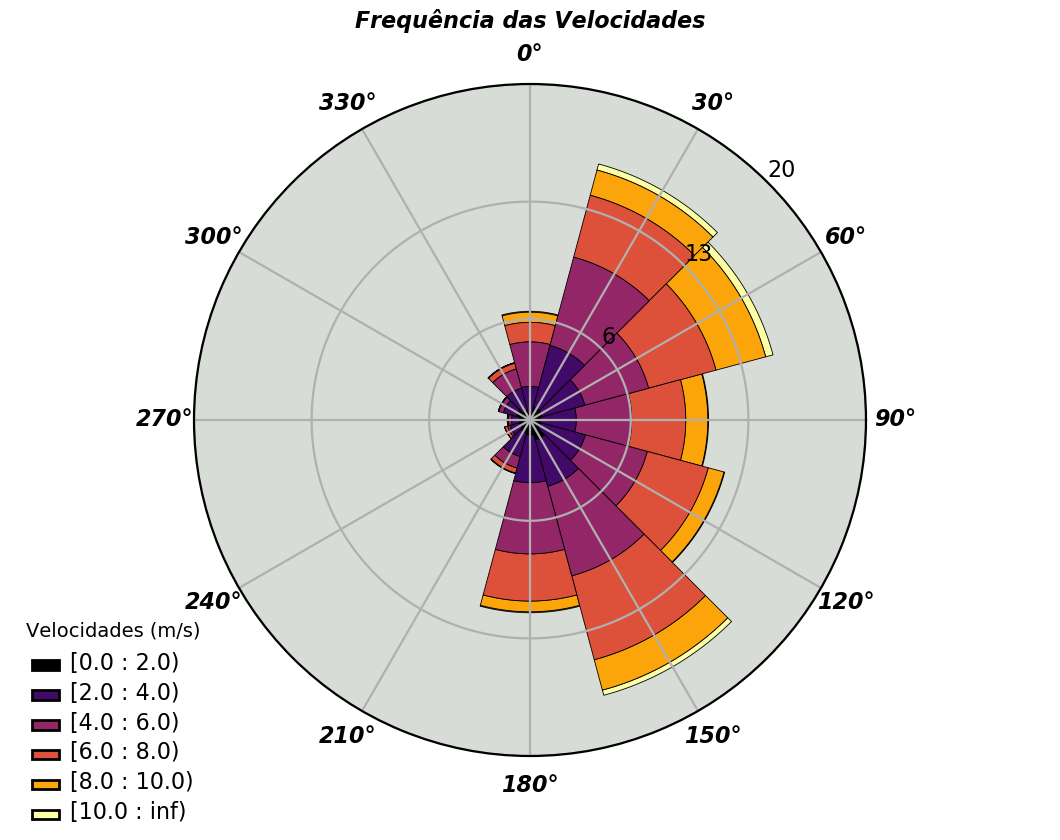 Frequência das Velocidades
0°
330°
30°
20
300°
60°
13
6
270°
90°
240°
120°
210°
150°
180°
Velocidades (m/s)
[0.0 : 2.0)
[2.0 : 4.0)
[4.0 : 6.0)
[6.0 : 8.0)
[8.0 : 10.0)
[10.0 : inf)